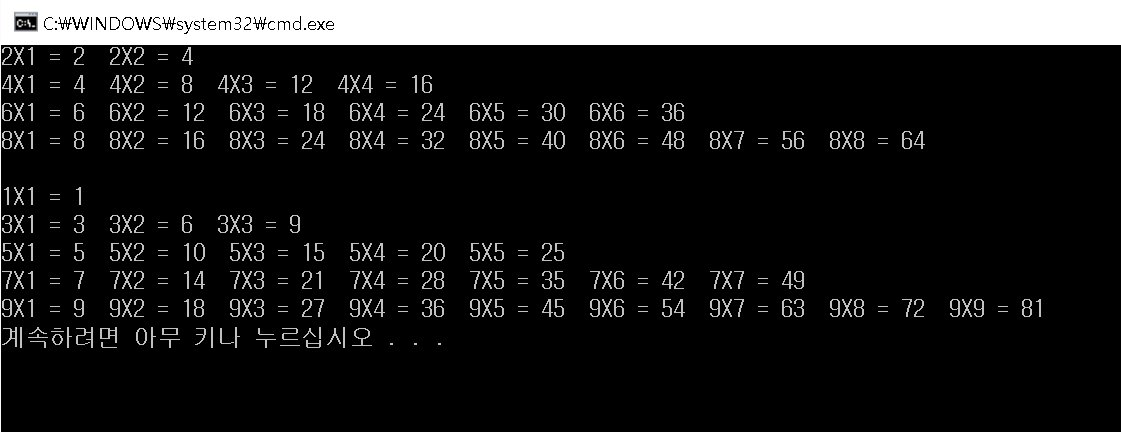 C:\WINDOWS\system32\cmd.exe
2X1 = 2  2X2 = 4
4X1 = 4  4X2 = 8  4X3 = 12  4X4 = 16
6X1 = 6  6X2 = 12  6X3 = 18  6X4 = 24  6X5 = 30  6X6 = 36
8X1 = 8  8X2 = 16  8X3 = 24  8X4 = 32  8X5 = 40  8X6 = 48  8X7 = 56  8X8 = 64
1X1 = 1
3X1 = 3  3X2 = 6  3X3 = 9
5X1 = 5  5X2 = 10  5X3 = 15  5X4 = 20  5X5 = 25
7X1 = 7  7X2 = 14  7X3 = 21  7X4 = 28  7X5 = 35  7X6 = 42  7X7 = 49
9X1 = 9  9X2 = 18  9X3 = 27  9X4 = 36  9X5 = 45  9X6 = 54  9X7 = 63  9X8 = 72  9X9 = 81
계속하려면 아무 키나 누르십시오 . . .